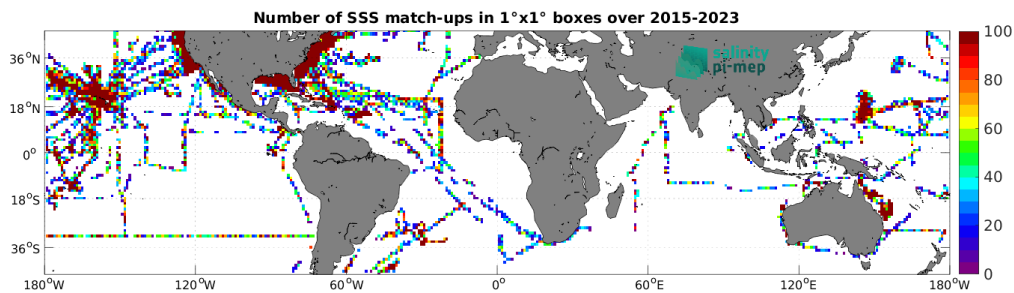 Number of SSS match-ups in 1°x1° boxes over 2015-2023
salinity
pi-mep
36°N
18°N
0°
18°S
36°S
180°W 120°W 60°W 0° 60°E 120°E 180°W
100
80
60
40
20
0